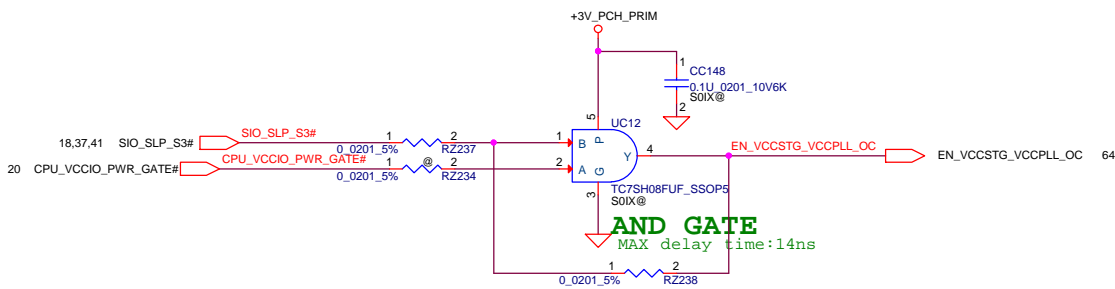 +3V_PCH_PRIM
1
CC148
0.1U_0201_10V6K
S0IX@
2
5
UC12
18,37,41 SIO_SLP_S3# SIO_SLP_S3# 1 2 1 B P
0_0201_5% RZ237
4 EN_VCCSTG_VCCPLL_OC EN_VCCSTG_VCCPLL_OC 64
Y
20 CPU_VCCIO_PWR_GATE# CPU_VCCIO_PWR_GATE# 1 @ 2 2 A G
0_0201_5% RZ234
TC7SH08FUF_SSOP5
3 S0IX@
AND GATE
MAX delay time:14ns
1 2
0_0201_5% RZ238